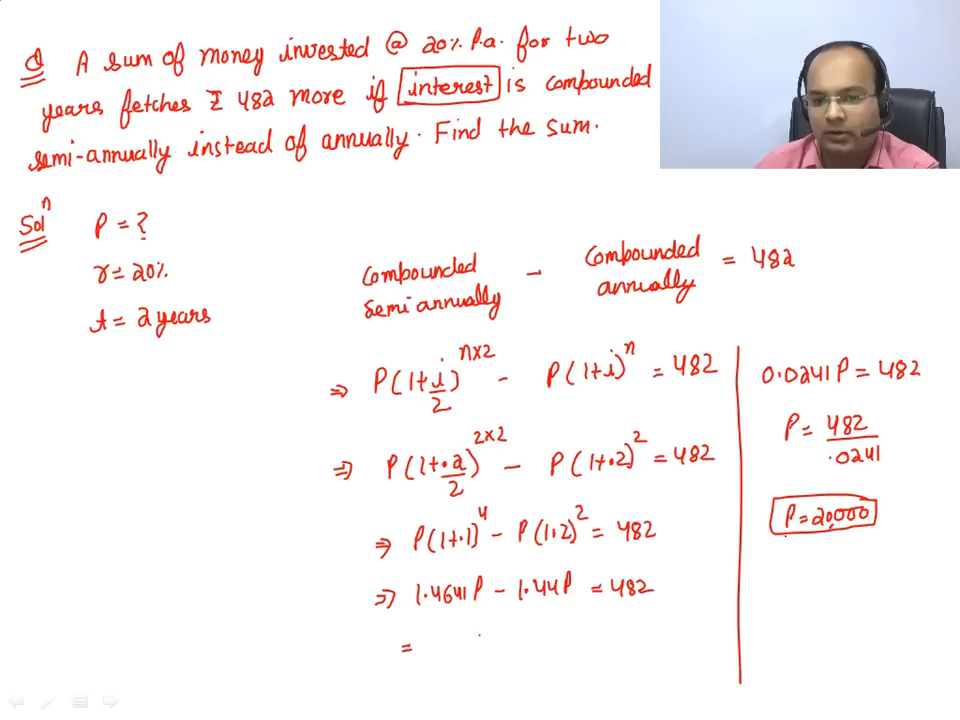 Q A sum of money invested @ 20% P.a. for two
years fetches ₹ 482 more if interest is compounded
semi-annually instead of annually. Find the sum.
Solⁿ P = ?
r = 20%
t = 2 years
Compounded Semi annually - Compounded annually = 482
⇒ P(1+i/2)^(n×2) - P(1+i)^n = 482
⇒ P(1+.2/2)^(2×2) - P(1+.2)^2 = 482
⇒ P(1+.1)^4 - P(1.2)^2 = 482
⇒ 1.4641P - 1.44P = 482
=
0.0241P = 482
P = 482/.0241
P = 20,000